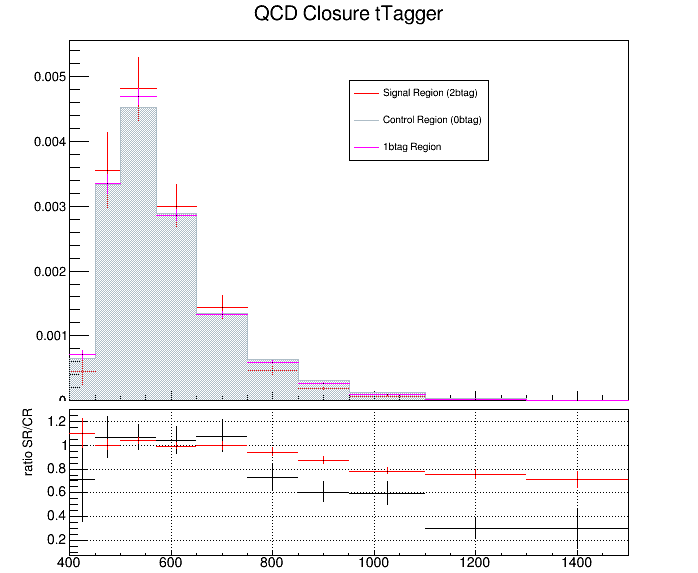 QCD Closure tTagger
0.005
0.004
0.003
0.002
0.001
0
Signal Region (2btag)
Control Region (0btag)
1btag Region
ratio SR/CR
1.2
1
0.8
0.6
0.4
0.2
400 600 800 1000 1200 1400